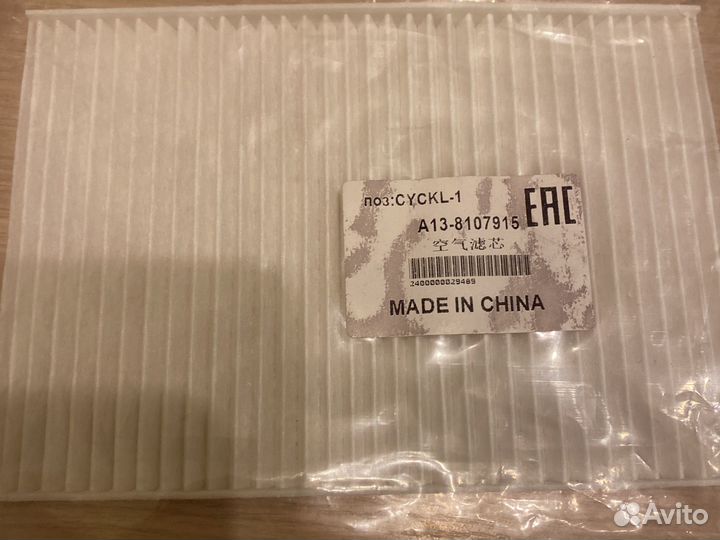 поз:CYCKL-1
EAC
A13-8107915
空气滤芯
2400000029489
MADE IN CHINA
Avito